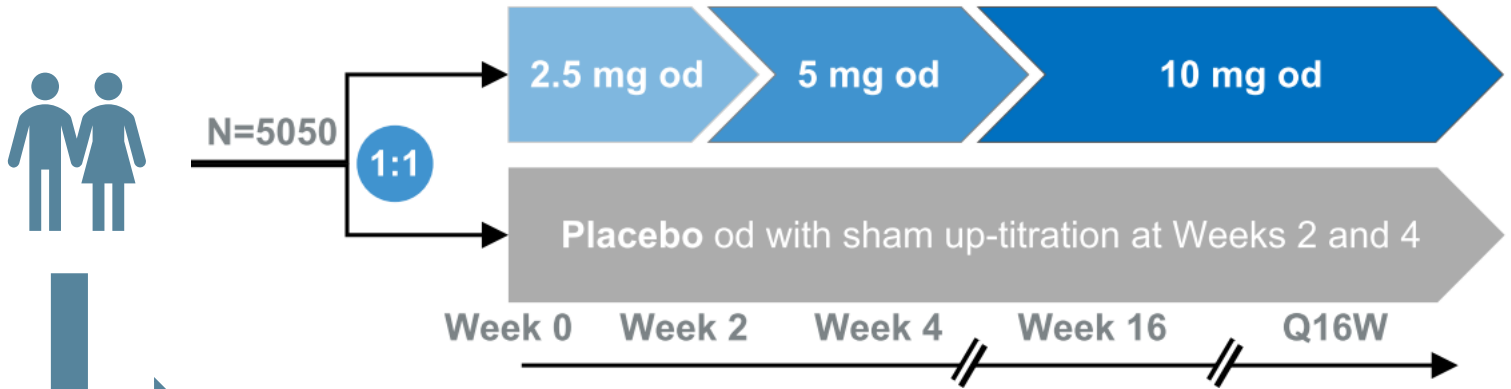 2.5 mg od
5 mg od
10 mg od
N=5050
1:1
Placebo od with sham up-titration at Weeks 2 and 4
Week 0 Week 2 Week 4 Week 16 Q16W